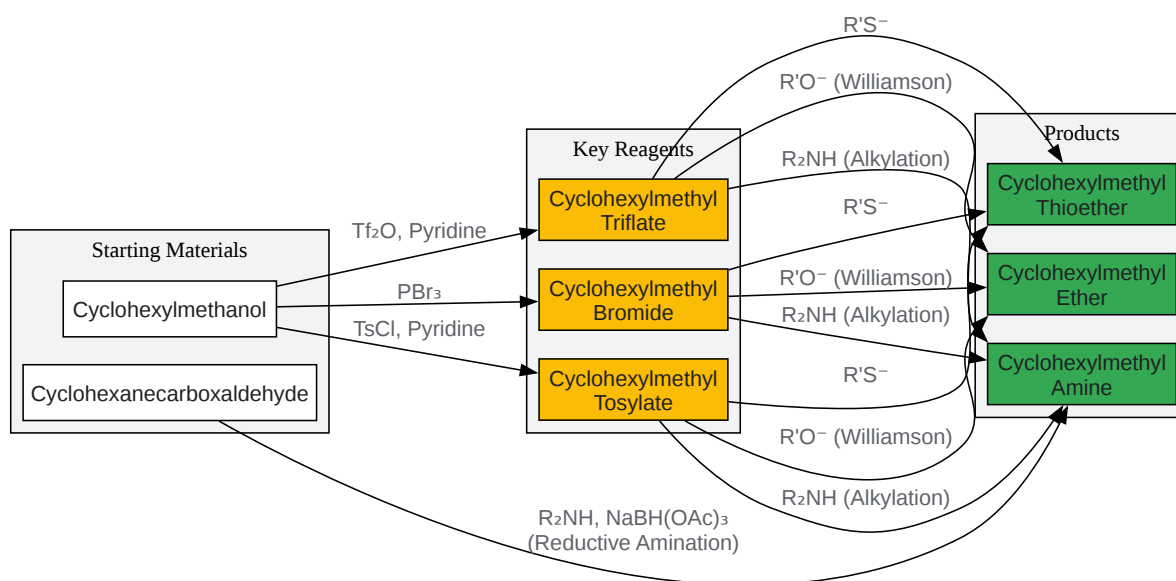 R'S⁻
R'O⁻ (Williamson)
Products
Key Reagents
R₂NH (Alkylation)
Cyclohexylmethyl
Triflate
Cyclohexylmethyl
Thioether
R'S⁻
Tf₂O, Pyridine
Starting Materials
Cyclohexylmethanol
PBr₃
Cyclohexylmethyl
Bromide
R'O⁻ (Williamson)
Cyclohexylmethyl
Ether
TsCl, Pyridine
R₂NH (Alkylation)
Cyclohexanecarboxaldehyde
Cyclohexylmethyl
Tosylate
R'S⁻
Cyclohexylmethyl
Amine
R'O⁻ (Williamson)
R₂NH (Alkylation)
R₂NH, NaBH(OAc)₃
(Reductive Amination)